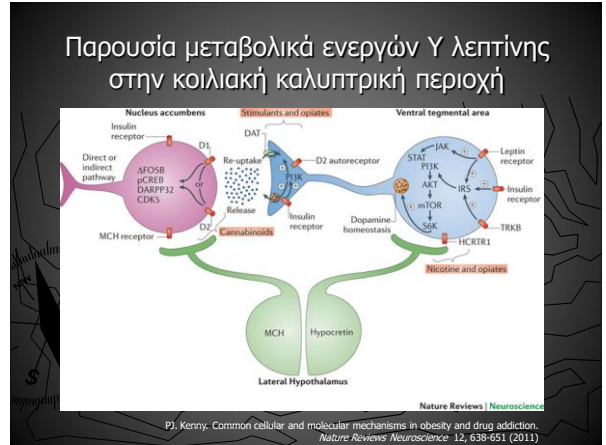 Παρουσία μεταβολικά ενεργών Υ λεπτίνης
στην κοιλιακή καλυπτρική περιοχή
Nucleus accumbens
Stimulants and opiates
Ventral tegmental area
Insulin
receptor
D1
DAT
JAK
Leptin
receptor
Direct or
indirect
pathway
ΔFOSB
pCREB
DARPP32
CDK5
or
Re-uptake
D2 autoreceptor
PI3K
STAT
PI3K
AKT
IRS
Insulin
receptor
mTOR
S6K
Release
D2
Cannabinoids
Insulin
receptor
Dopamine
homeostasis
TRKB
MCH receptor
HCRTR1
Nicotine and opiates
MCH
Hypocretin
Lateral Hypothalamus
Nature Reviews | Neuroscience
PJ. Kenny. Common cellular and molecular mechanisms in obesity and drug addiction.
Nature Reviews Neuroscience 12, 638-651 (2011)
NW
S